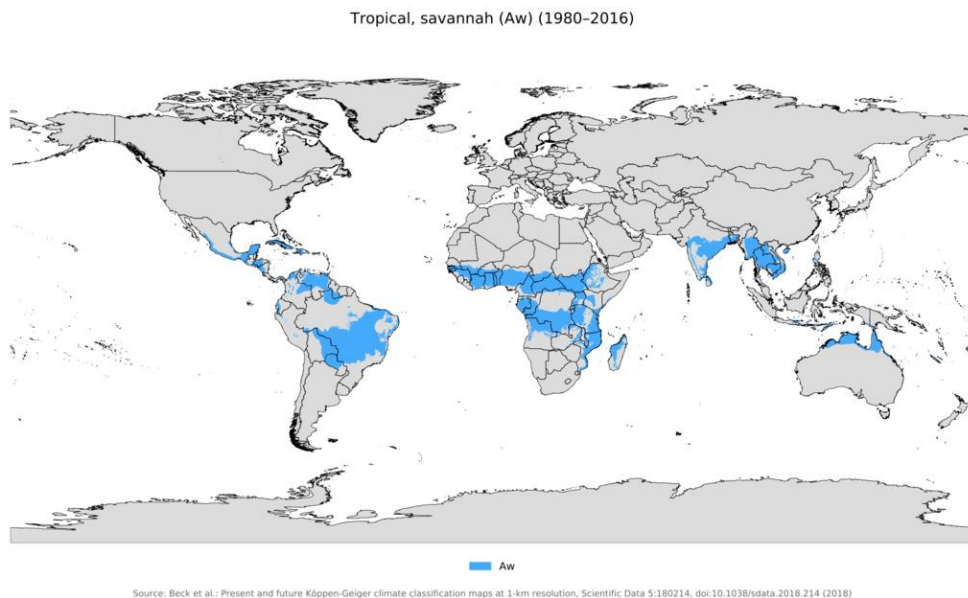 Tropical, savannah (Aw) (1980–2016)
Aw
Source: Beck et al.: Present and future Köppen-Geiger climate classification maps at 1-km resolution, Scientific Data 5:180214, doi:10.1038/sdata.2018.214 (2018)